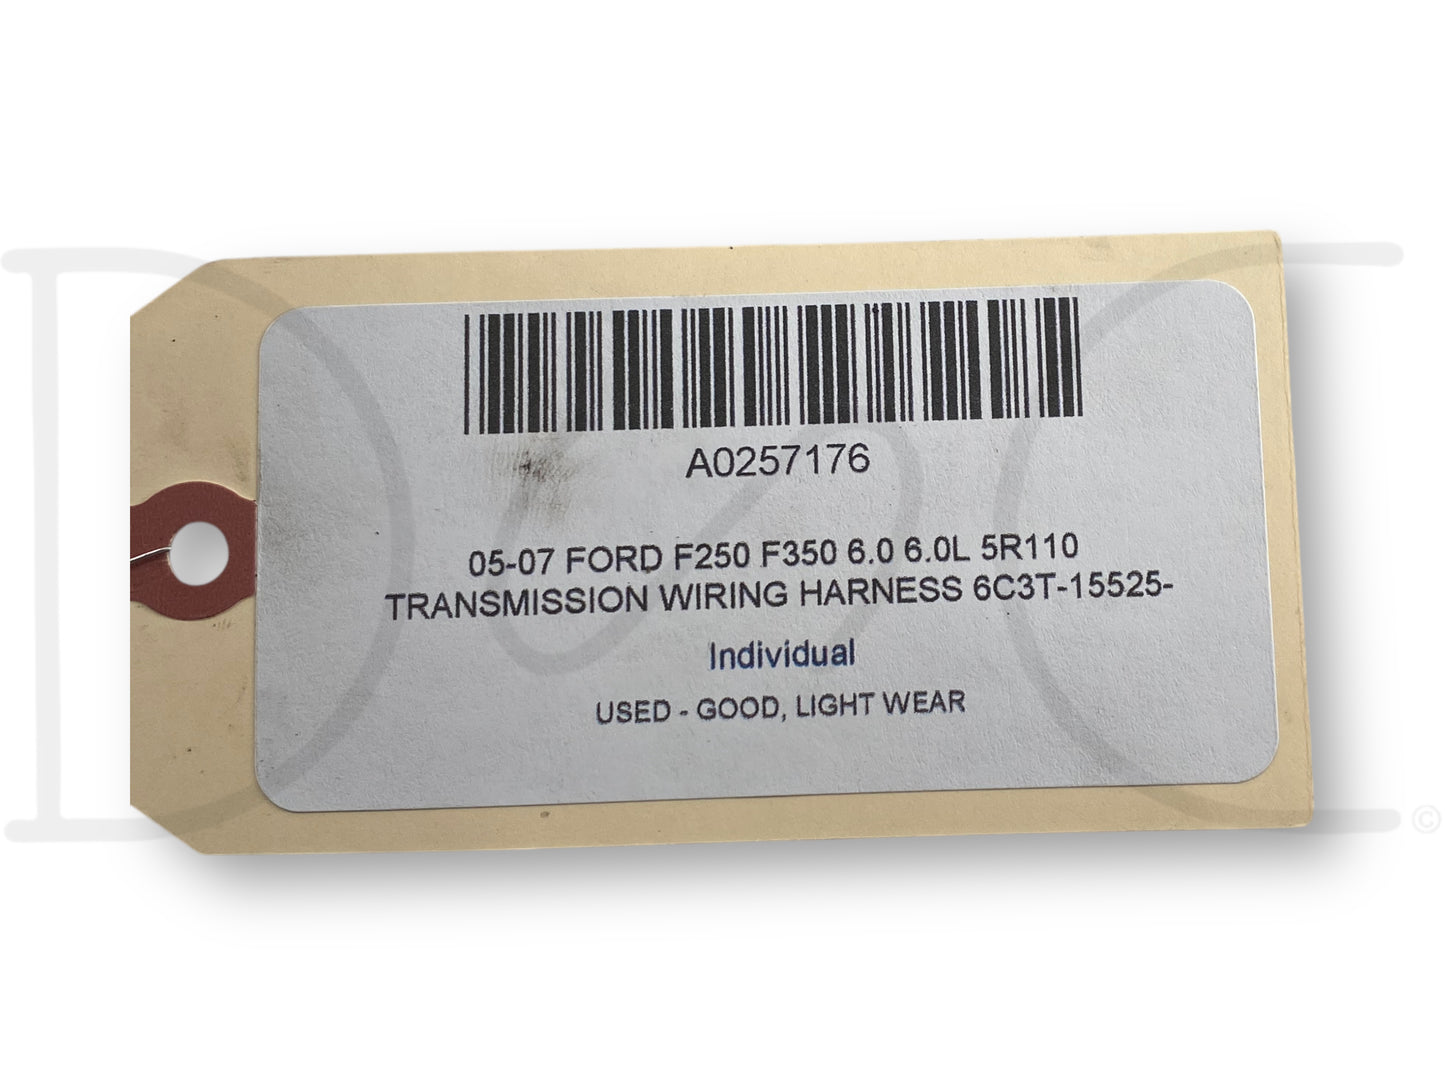 A0257176
05-07 FORD F250 F350 6.0 6.0L 5R110
TRANSMISSION WIRING HARNESS 6C3T-15525-
Individual
USED - GOOD, LIGHT WEAR
D&C
©